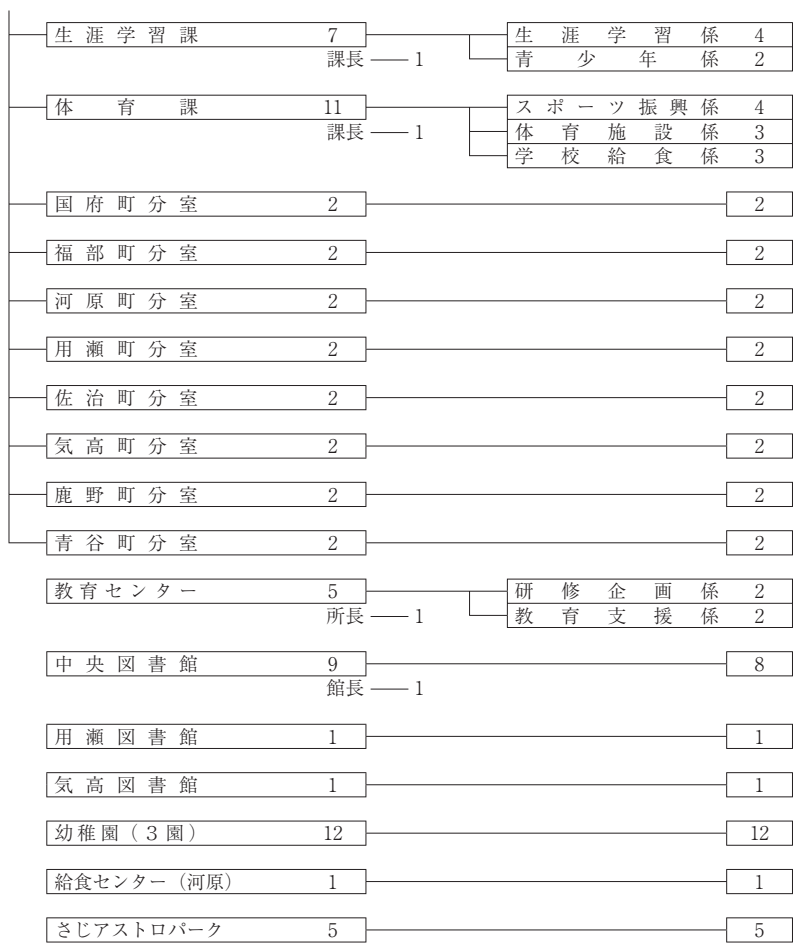 生涯学習課 7 生涯学習係 4
課長 ―― 1 青少年係 2
体育課 11 スポーツ振興係 4
課長 ―― 1 体育施設係 3
学校給食係 3
国府町分室 2 2
福部町分室 2 2
河原町分室 2 2
用瀬町分室 2 2
佐治町分室 2 2
気高町分室 2 2
鹿野町分室 2 2
青谷町分室 2 2
教育センター 5 研修企画係 2
所長 ―― 1 教育支援係 2
中央図書館 9 8
館長 ―― 1
用瀬図書館 1 1
気高図書館 1 1
幼稚園(3園) 12 12
給食センター(河原) 1 1
さじアストロパーク 5 5